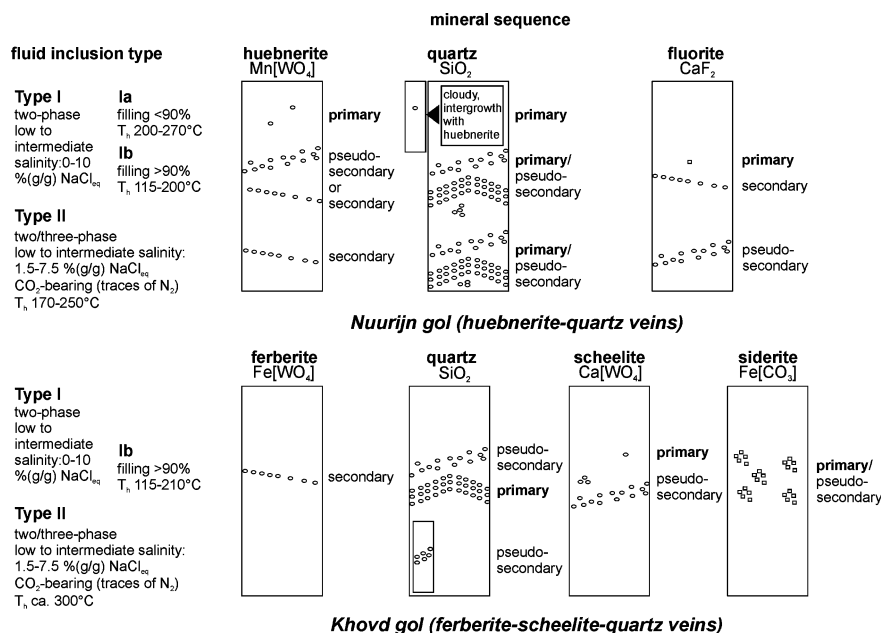 mineral sequence
fluid inclusion type
huebnerite
Mn[WO4]
quartz
SiO2
fluorite
CaF2
Type I
two-phase
low to
intermediate
salinity:0-10
%(g/g) NaCleq
Ia
filling <90%
Th 200-270°C
Ib
filling >90%
Th 115-200°C
Type II
two/three-phase
low to intermediate salinity:
1.5-7.5 %(g/g) NaCleq
CO2-bearing (traces of N2)
Th 170-250°C
primary
pseudo-
secondary
or
secondary
secondary
cloudy,
intergrowth
with
huebnerite
primary
primary/
pseudo-
secondary
primary/
pseudo-
secondary
primary
secondary
pseudo-
secondary
Nuurijn gol (huebnerite-quartz veins)
ferberite
Fe[WO4]
quartz
SiO2
scheelite
Ca[WO4]
siderite
Fe[CO3]
Type I
two-phase
low to
intermediate
salinity:0-10
%(g/g) NaCleq
Ib
filling >90%
Th 115-210°C
Type II
two/three-phase
low to intermediate salinity:
1.5-7.5 %(g/g) NaCleq
CO2-bearing (traces of N2)
Th ca. 300°C
secondary
pseudo-
secondary
primary
pseudo-
secondary
primary
pseudo-
secondary
primary/
pseudo-
secondary
Khovd gol (ferberite-scheelite-quartz veins)